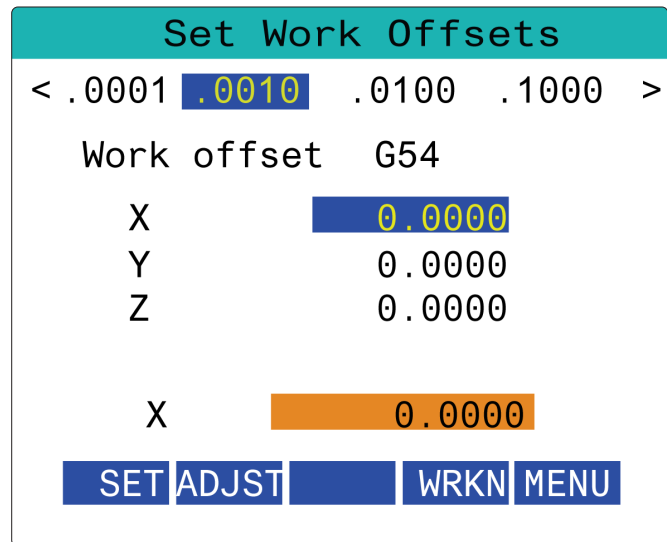 Set Work Offsets
< .0001 .0010 .0100 .1000 >
Work offset G54
X 0.0000
Y 0.0000
Z 0.0000
X 0.0000
SET ADJST WRKN MENU